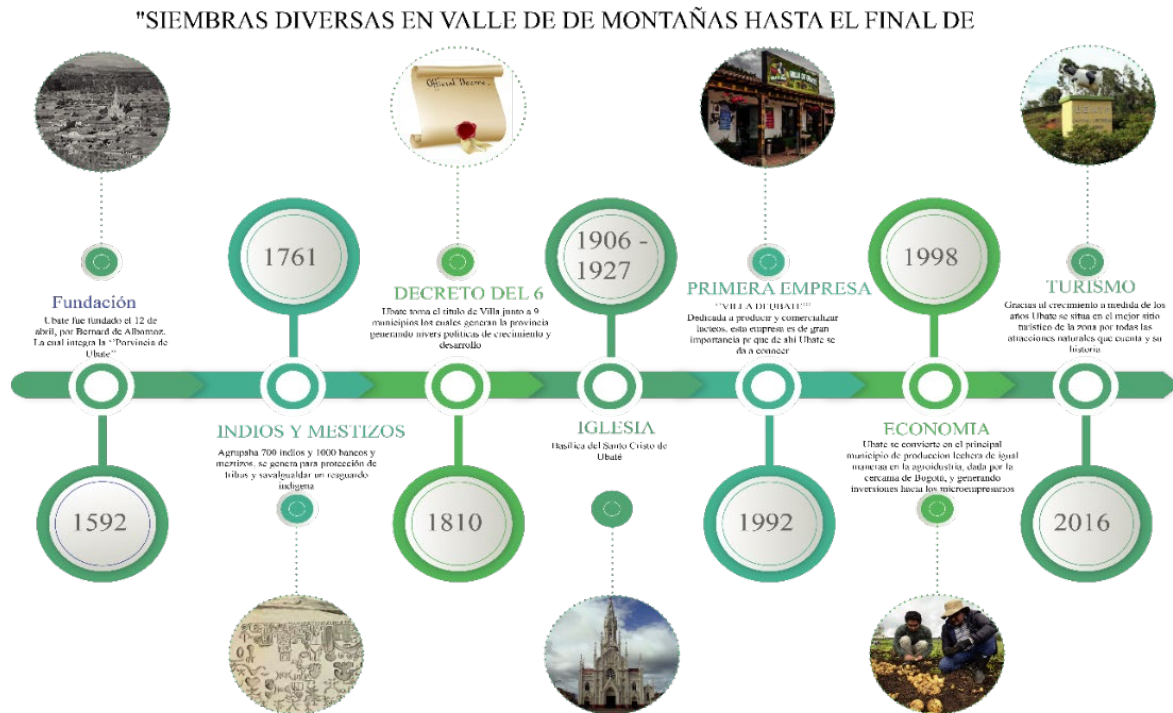 "SIEMBRAS DIVERSAS EN VALLE DE DE MONTAÑAS HASTA EL FINAL DE
Official Decree
1761
1906 -
1927
1998
Fundación
Ubate fue fundado el 12 de
abril, por Bernard de Albornoz.
La cual integra la ''Porvincia de
Ubate''
DECRETO DEL 6
Ubate toma el titulo de Villa junto a 9
municipios los cuales generan la provincia
generando nivers politicas de crecimiento y
desarrollo
PRIMERA EMPRESA
''VILLA DE UBATE''
Dedicada a producir y comercializar
lacteos, esta empresa es de gran
importancia pr que de ahi Ubate se
da a conocer
TURISMO
Gracias al crecimiento a medida de los
años Ubate se situa en el mejor sitio
turistico de la zona por todas las
atracciones naturales que cuenta y su
historia
INDIOS Y MESTIZOS
Agrupaba 700 indios y 1000 bancos y
meztizos, se genera para protección de
tribus y savalgualdar un resguardo
indigena
IGLESIA
Basilica del Santo Cristo de
Ubaté
ECONOMIA
Ubate se convierte en el principal
municipio de produccion lechera de igual
maneraa en la agroidustria, dada por la
cercania de Bogotá, y generando
inversiones hacia los microempresarios
1592
1810
1992
2016